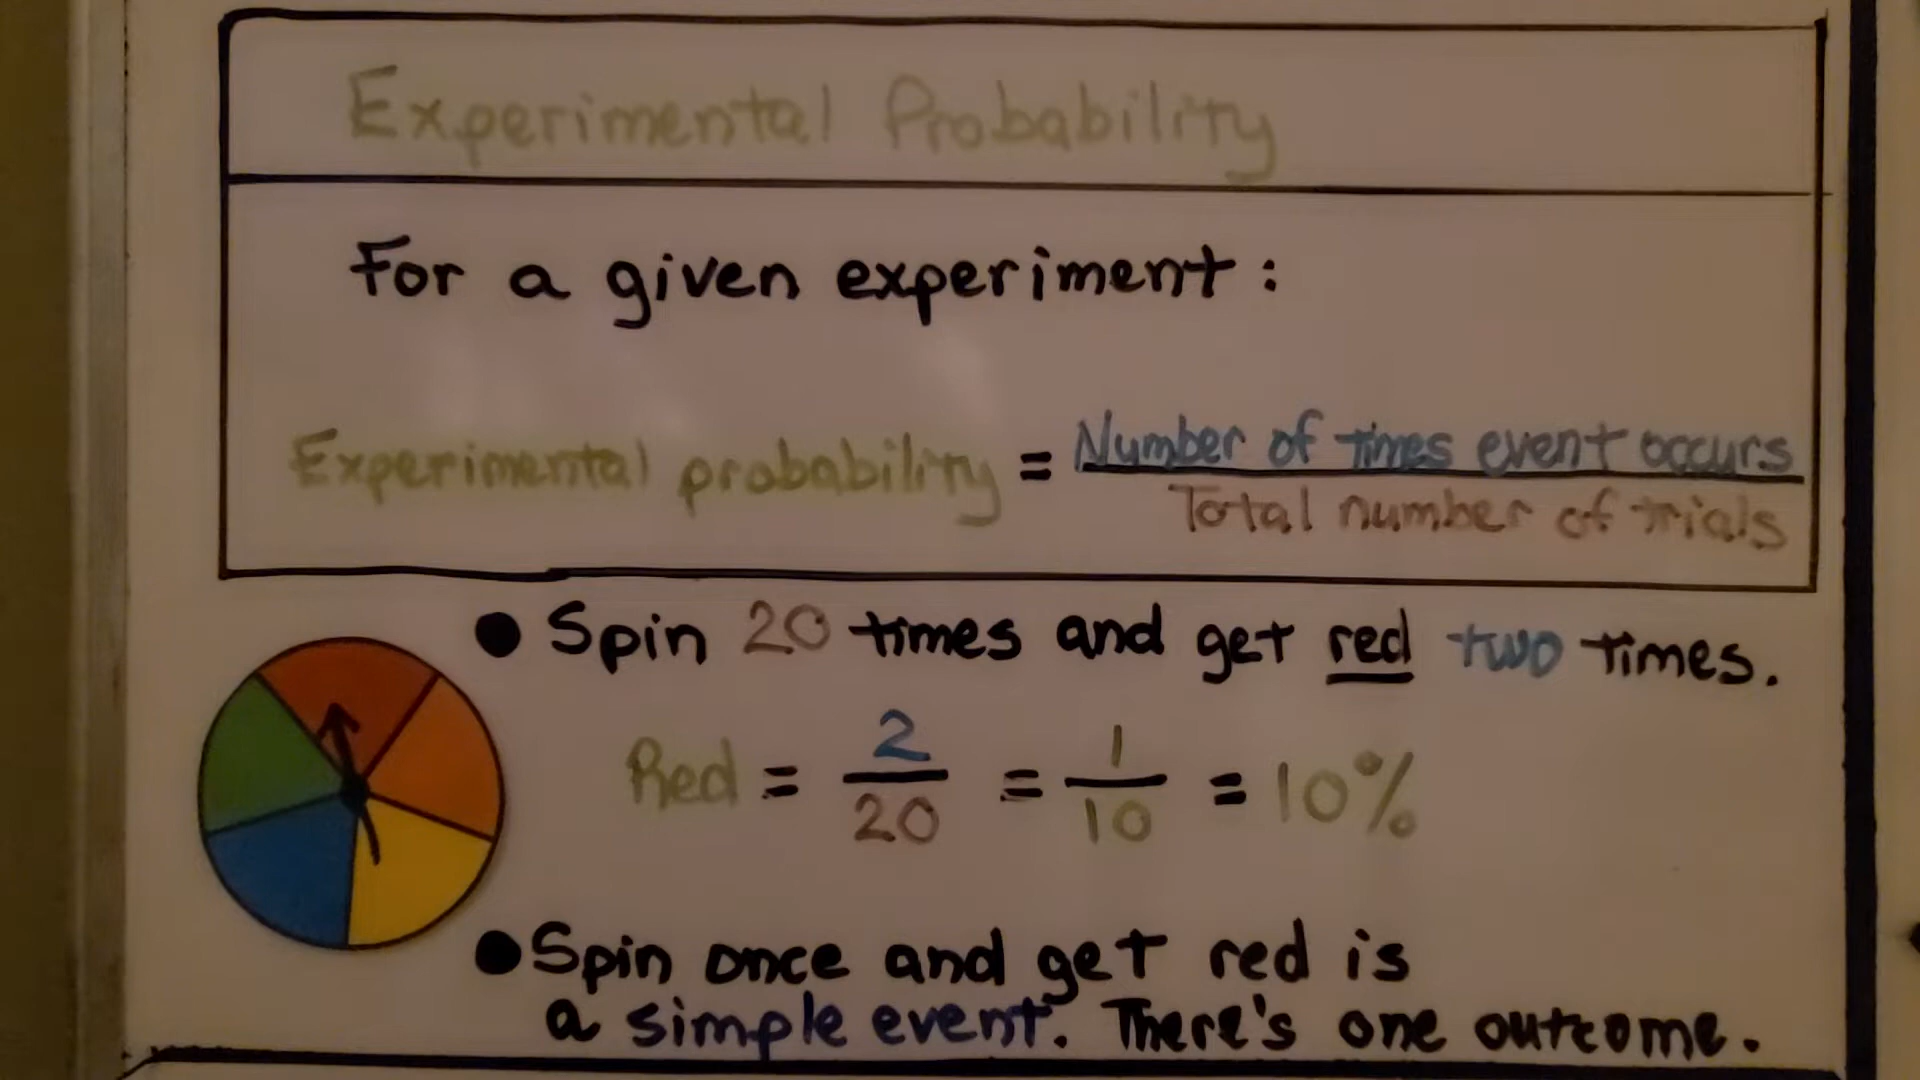 Experimental Probability
For a given experiment:
Experimental probability = Number of times event occurs
Total number of trials
● Spin 20 times and get red two times.
Red = 2/20 = 1/10 = 10%
● Spin once and get red is
a simple event. There's one outcome.